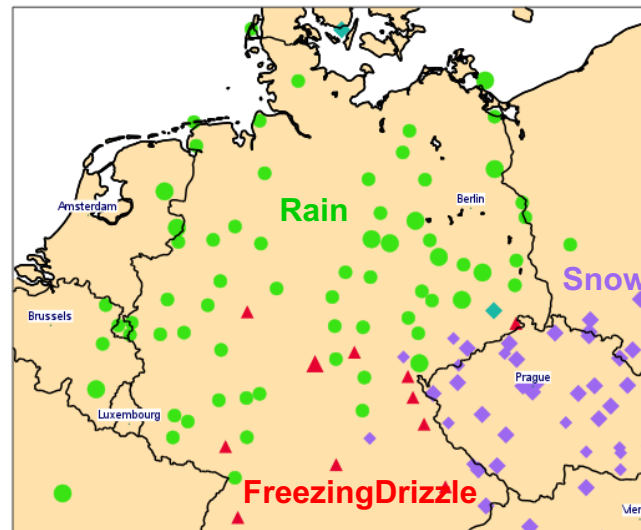 Amsterdam
Berlin
Rain
Snow
Brussels
Prague
Luxembourg
FreezingDrizzle